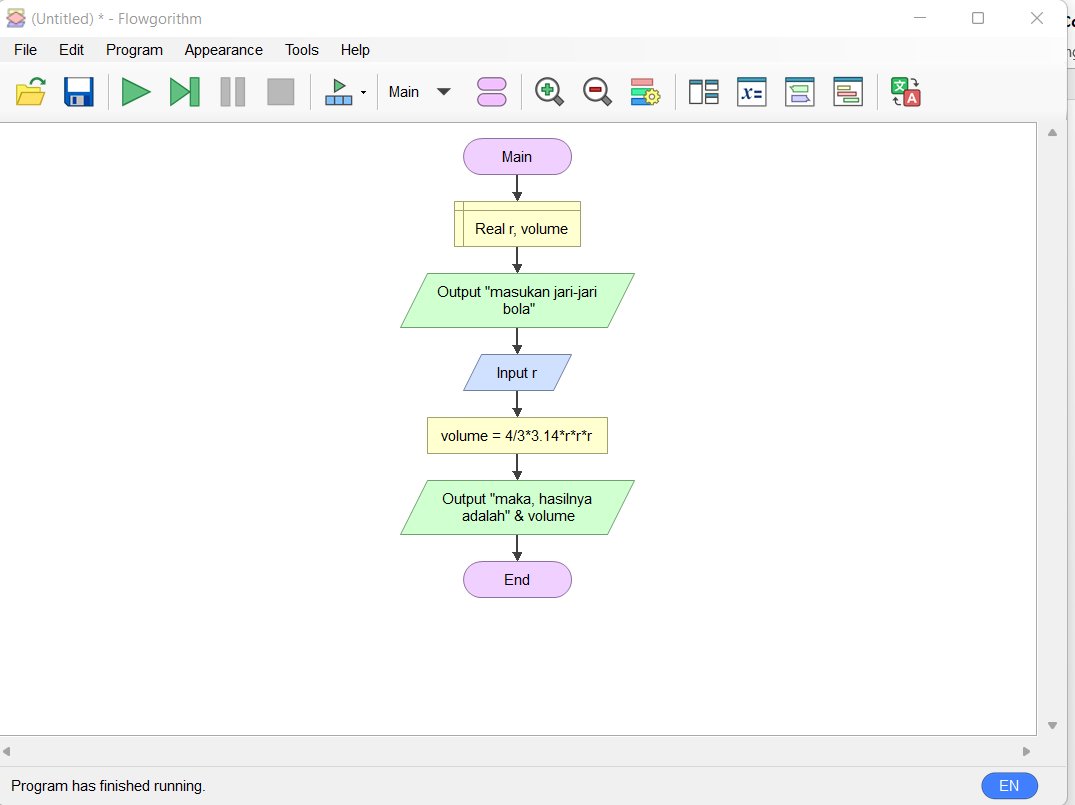 (Untitled) * - Flowgorithm
File Edit Program Appearance Tools Help
Main
x=
A
Main
Real r, volume
Output "masukan jari-jari
bola"
Input r
volume = 4/3*3.14*r*r*r
Output "maka, hasilnya
adalah" & volume
End
Program has finished running.
EN